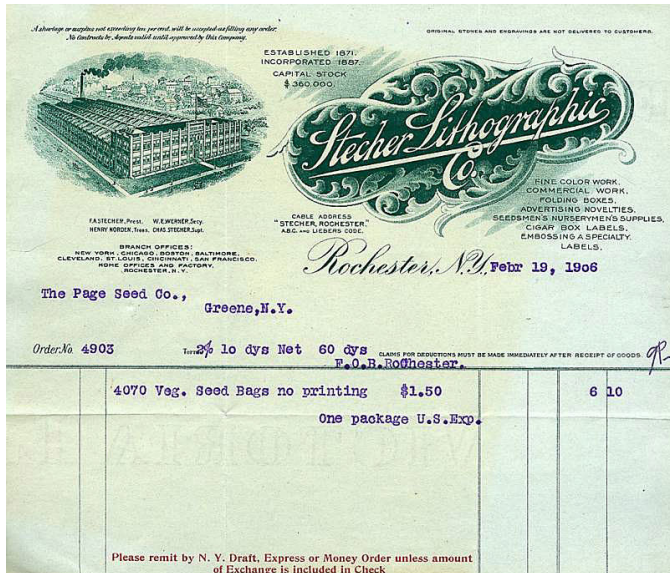 A shortage or surplus not exceeding ten per cent. will be accepted as filling any order.
No Contracts by Agents valid until approved by this Company.
ORIGINAL STONES AND ENGRAVINGS ARE NOT DELIVERED TO CUSTOMERS.
ESTABLISHED 1871.
INCORPORATED 1887.
CAPITAL STOCK
$360.000.
Stecher Lithographic
Co.
F.A. STECHER, Prest. W.E. WERNER, Secy.
HENRY NORDEN, Treas. CHAS. STECHER, Supt.
CABLE ADDRESS
"STECHER, ROCHESTER."
A.B.C. AND LIEBERS CODE.
FINE COLOR WORK,
COMMERCIAL WORK,
FOLDING BOXES,
ADVERTISING NOVELTIES,
SEEDSMEN'S NURSERYMEN'S SUPPLIES,
CIGAR BOX LABELS,
EMBOSSING A SPECIALTY.
LABELS.
BRANCH OFFICES:
NEW YORK, CHICAGO, BOSTON, BALTIMORE,
CLEVELAND, ST. LOUIS, CINCINNATI, SAN FRANCISCO.
HOME OFFICES AND FACTORY,
ROCHESTER, N.Y.
Rochester, N.Y. Febr 19, 1906
The Page Seed Co.,
Greene, N.Y.
Order No. 4903 Terms 2% 10 dys Net 60 dys CLAIMS FOR DEDUCTIONS MUST BE MADE IMMEDIATELY AFTER RECEIPT OF GOODS.
F.O.B. Rochester.
4070 Veg. Seed Bags no printing $1.50 6 10
One package U.S.Exp.
Please remit by N. Y. Draft, Express or Money Order unless amount
of Exchange is included in Check